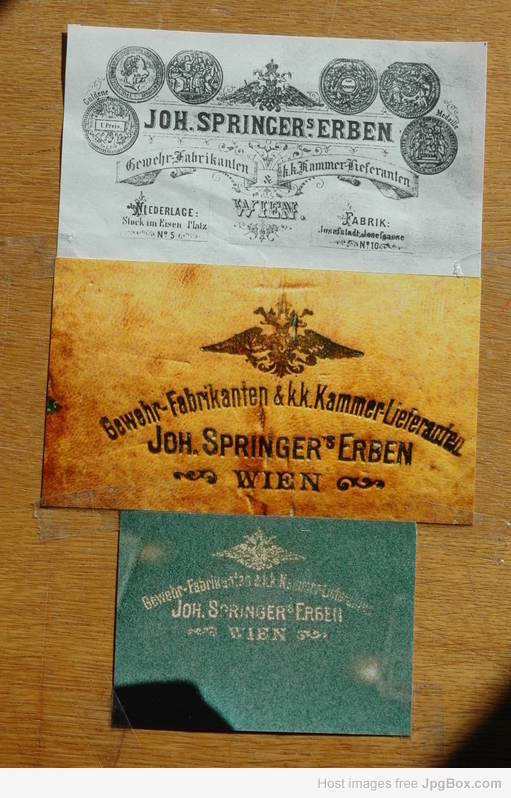 Goldene
Medaille
I. Preis.
JOH. SPRINGERS ERBEN
Gewehr-Fabrikanten & k.k. Kammer-Lieferanten
WIEN.
NIEDERLAGE:
Stock im Eisen Platz
Nº 5
FABRIK:
Josefstadt, Josefgasse
Nº 10
Gewehr-Fabrikanten & k.k. Kammer-Lieferanten.
JOH. SPRINGER'S ERBEN
WIEN
Gewehr-Fabrikanten & k.k. Kammer-Lieferanten
JOH. SPRINGER'S ERBEN
WIEN
Host images free JpgBox.com